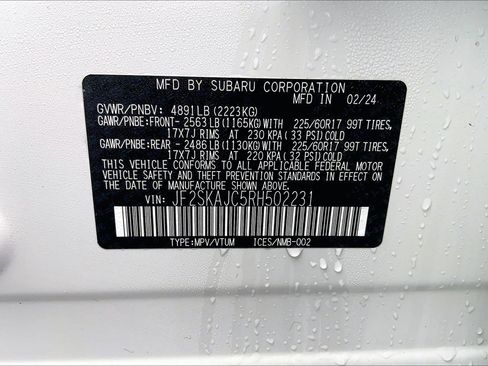 MFD BY SUBARU CORPORATION
MFD IN 02/24
GVWR/PNBV: 4891LB(2223KG)
GAWR/PNBE:FRONT- 2563LB(1165KG)WITH 225/60R17 99T TIRES,
17X7J RIMS AT 230 KPA( 33 PSI)COLD
GAWR/PNBE:REAR - 2486LB(1130KG)WITH 225/60R17 99T TIRES,
17X7J RIMS AT 220 KPA( 32 PSI)COLD
THIS VEHICLE CONFORMS TO ALL APPLICABLE FEDERAL MOTOR
VEHICLE SAFETY, BUMPER, AND THEFT PREVENTION STANDARDS
IN EFFECT ON THE DATE OF MANUFACTURE SHOWN ABOVE.
VIN: JF2SKAJC5RH502231
TYPE:MPV/VTUM ICES/NMB-002